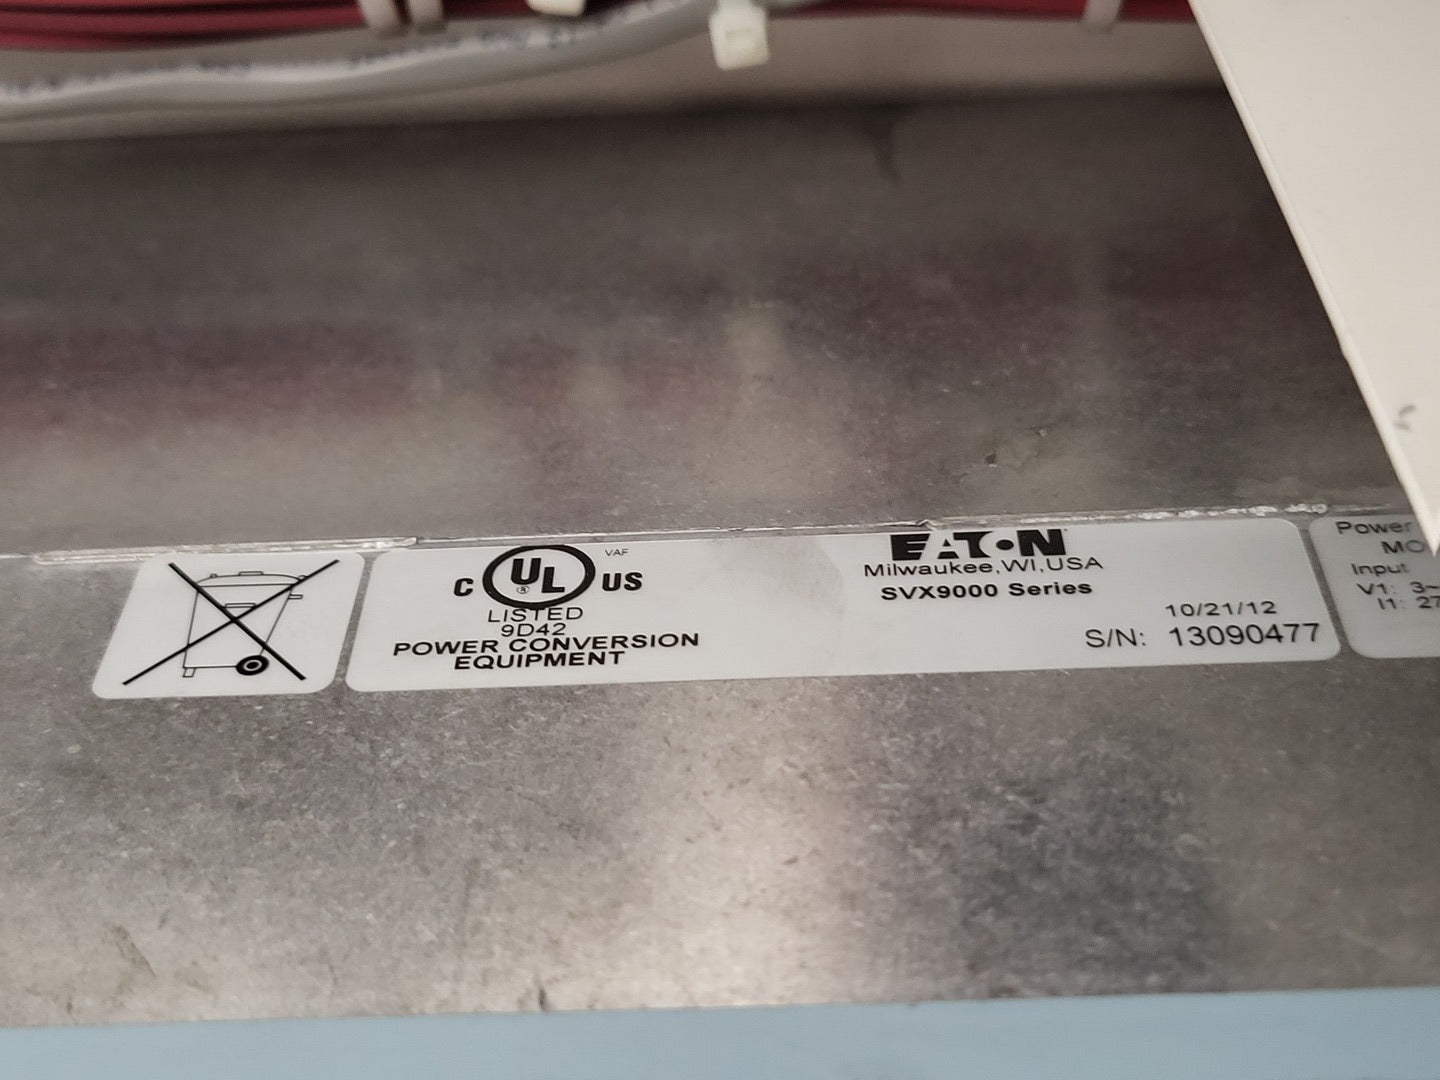 C UL US
®
VAF
LISTED
9D42
POWER CONVERSION
EQUIPMENT
EATON
Milwaukee,WI,USA
SVX9000 Series
10/21/12
S/N: 13090477
Power
MO
Input
V1: 3~
I1: 27